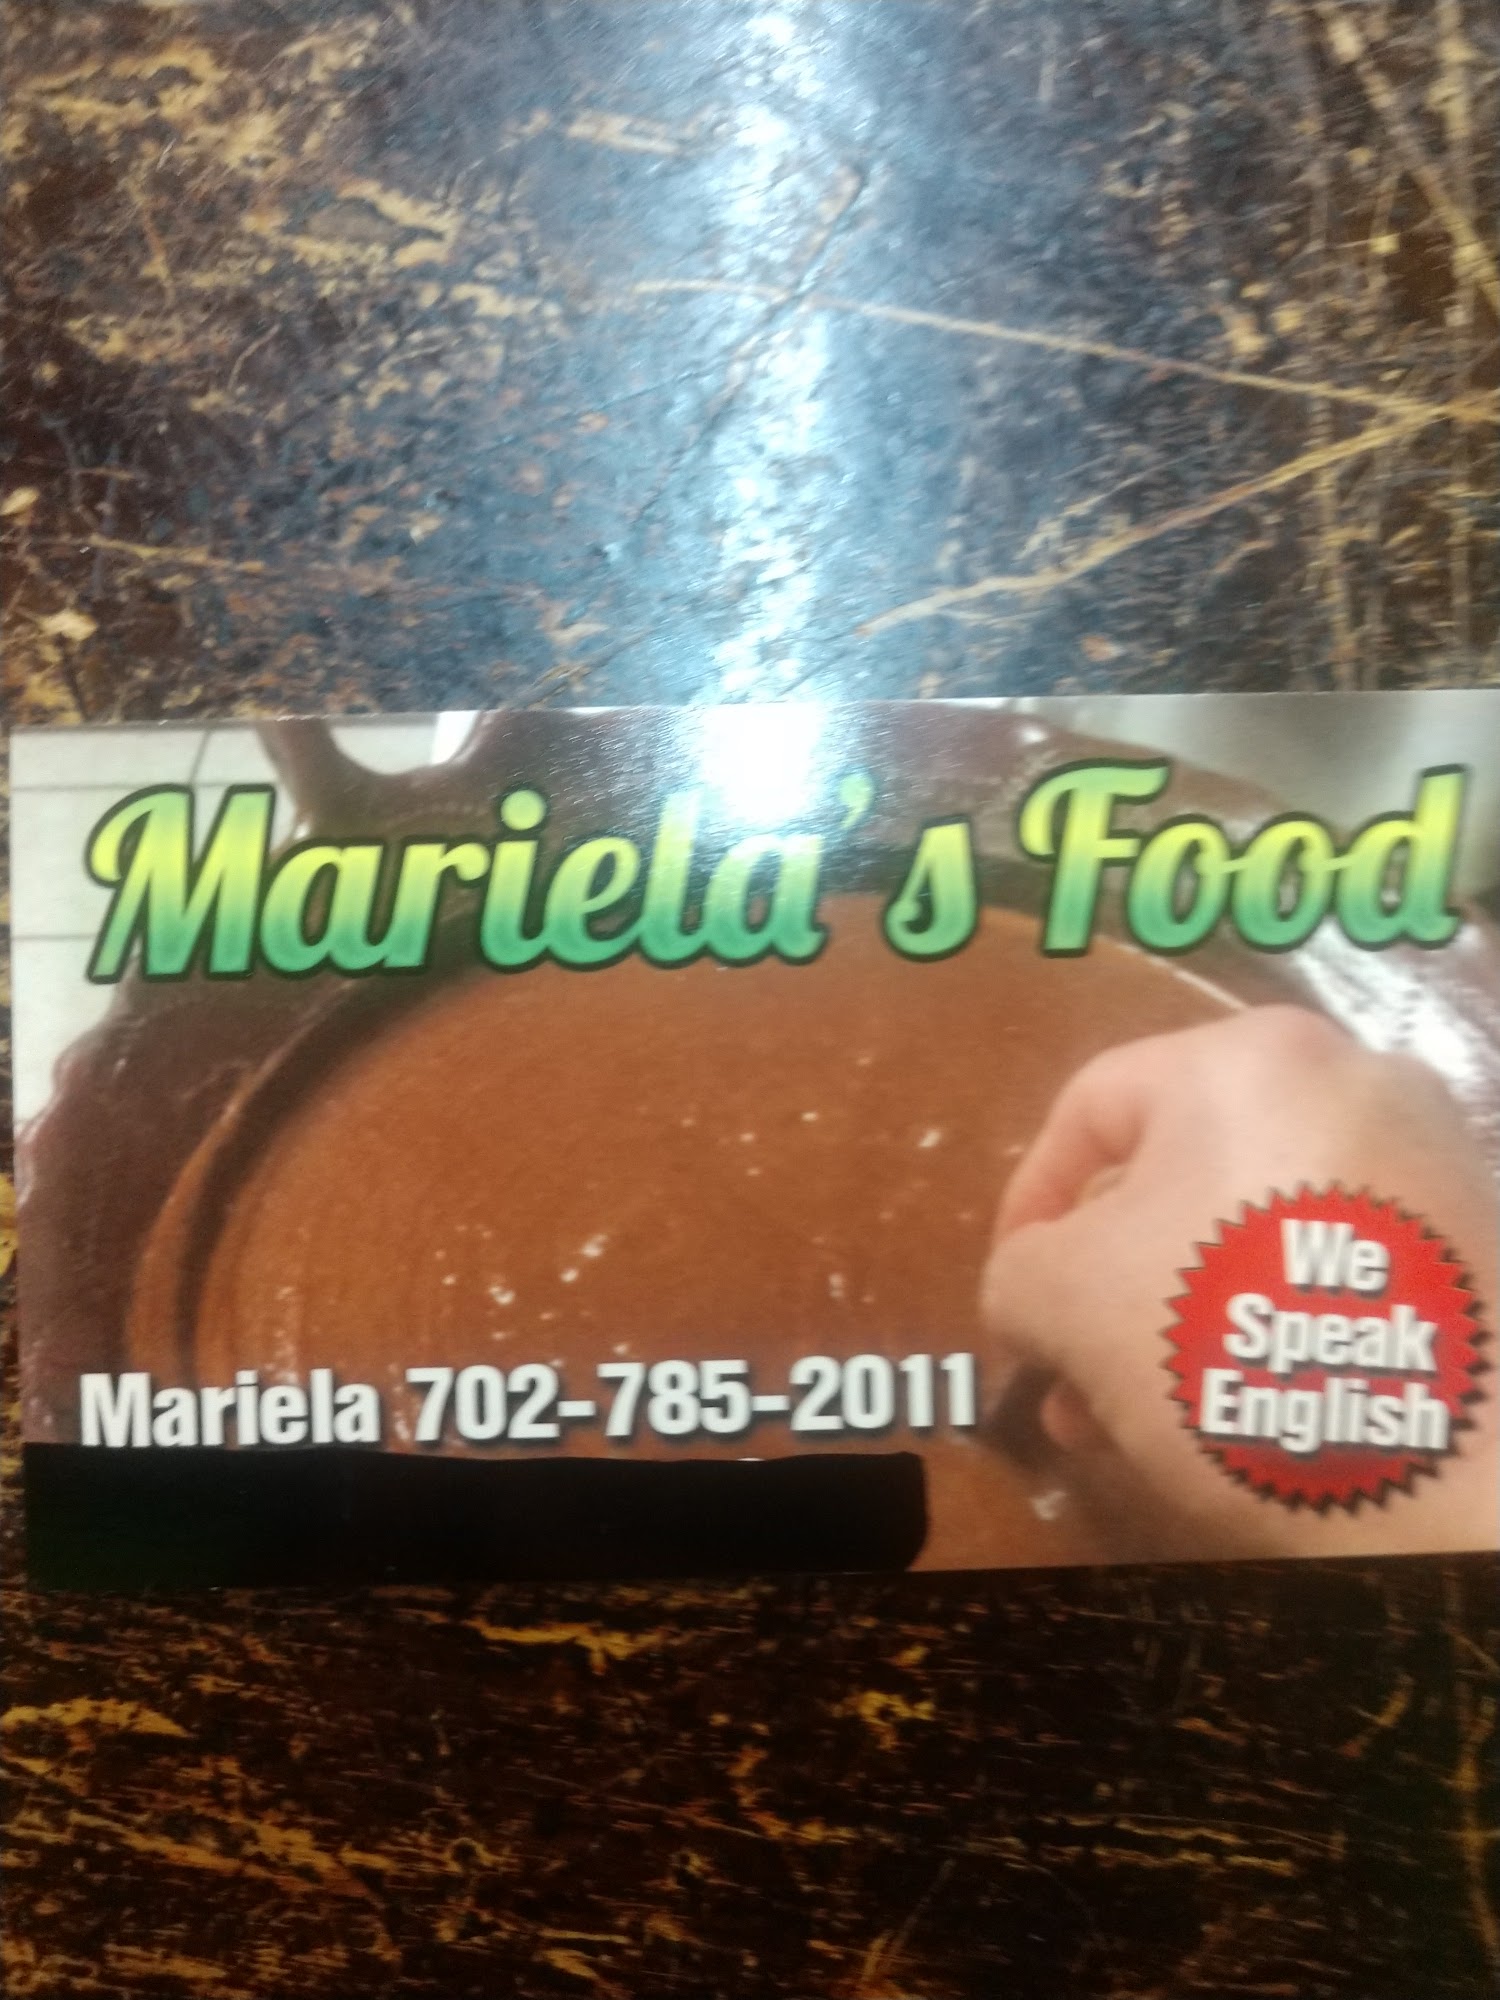 Mariela's Food
Mariela 702-785-2011
We
Speak
English